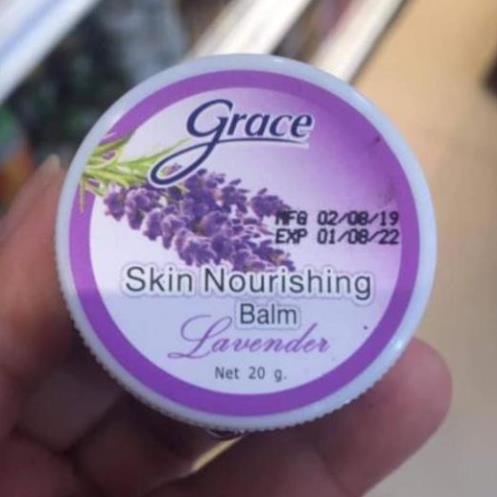 Grace
MFG 02/08/19
EXP 01/08/22
Skin Nourishing
Balm
Lavender
Net 20 g.